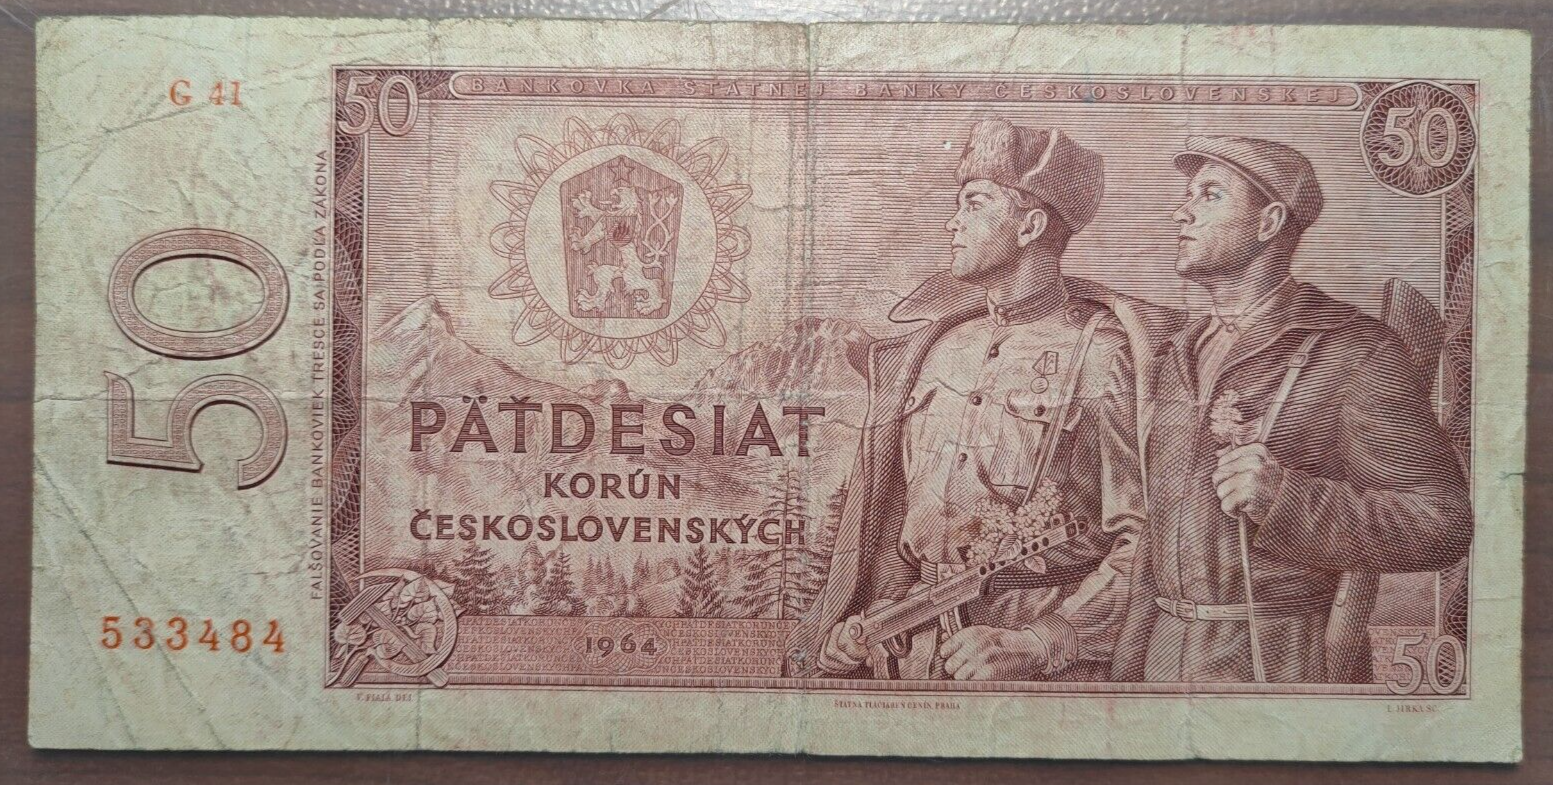 G 41
50
BANKOVKA ŠTÁTNEJ BANKY ČESKOSLOVENSKEJ
50
50
FALŠOVANIE BANKOVIEK TRESCE SA PODĽA ZÁKONA
PÄŤDESIAT
KORÚN
ČESKOSLOVENSKÝCH
533484
1964
50
ŠTÁTNA TLAČIAREŇ CENÍN, PRAHA